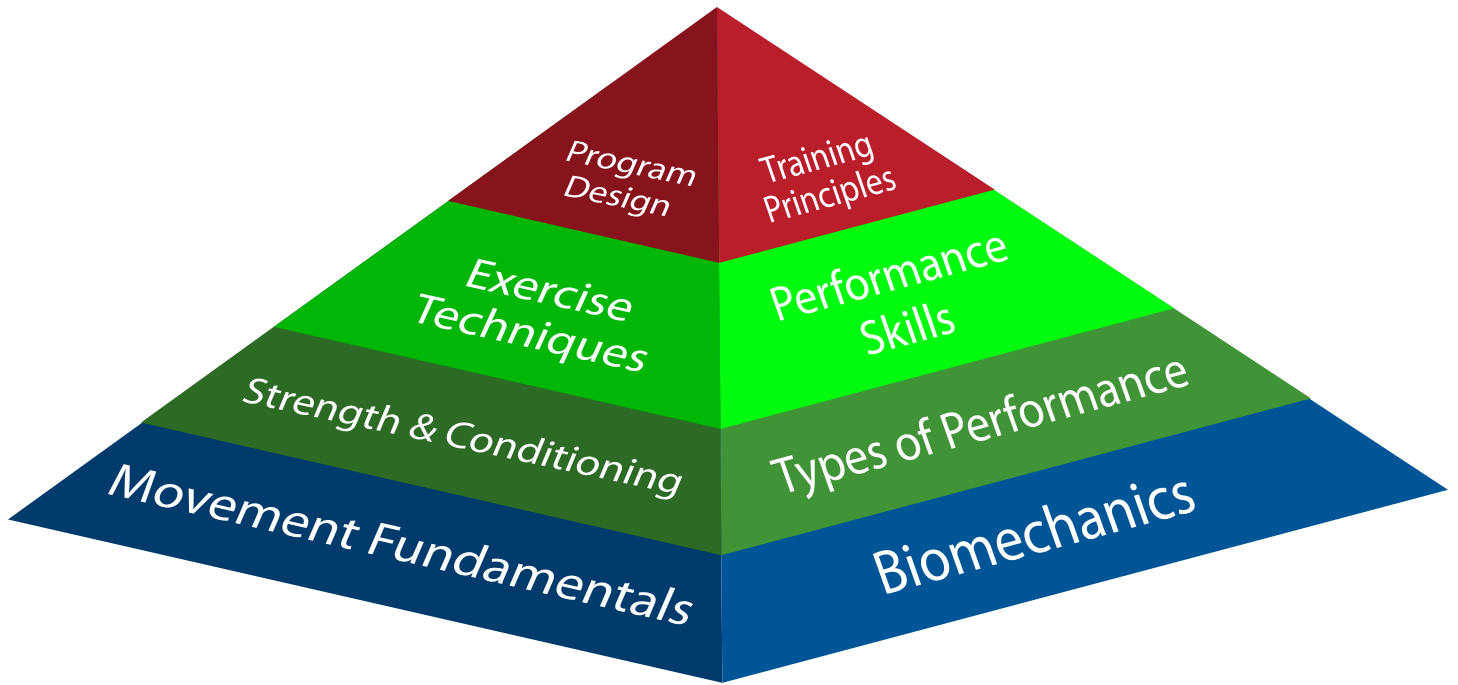 Program
Design
Training
Principles
Exercise
Techniques
Performance
Skills
Strength & Conditioning
Types of Performance
Movement Fundamentals
Biomechanics